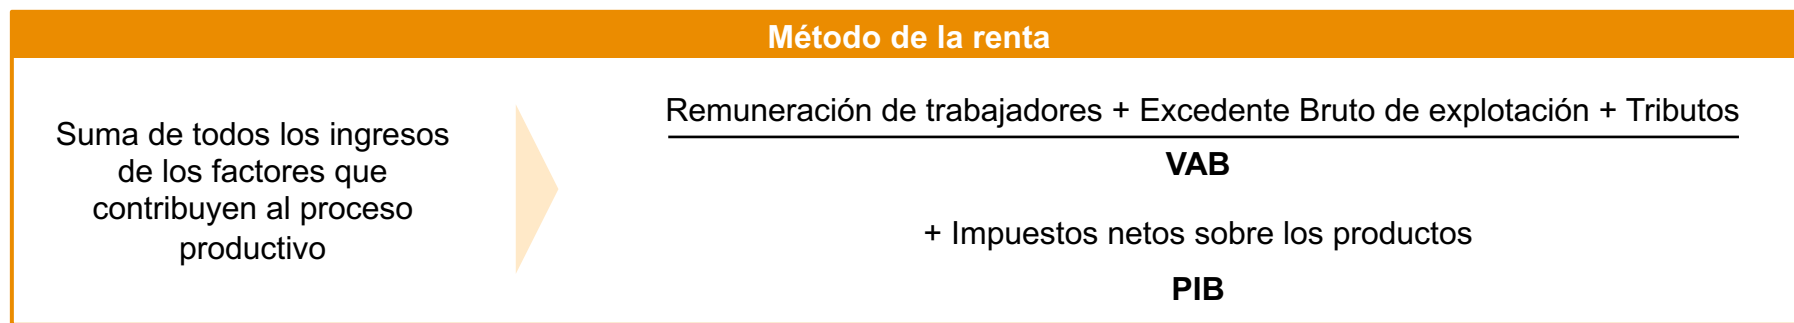 Método de la renta
Suma de todos los ingresos
de los factores que
contribuyen al proceso
productivo
Remuneración de trabajadores + Excedente Bruto de explotación + Tributos
VAB
+ Impuestos netos sobre los productos
PIB